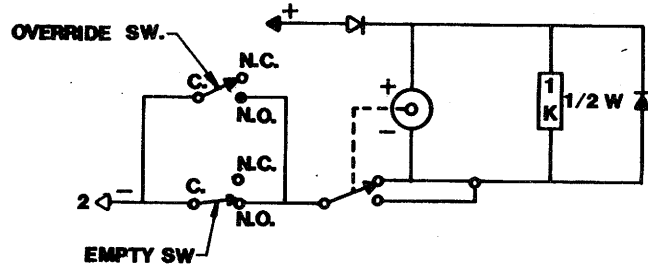 OVERRIDE SW.
+
N.C.
C.
N.O.
+
-
1
K
1/2 W
N.C.
C.
N.O.
2 -
EMPTY SW